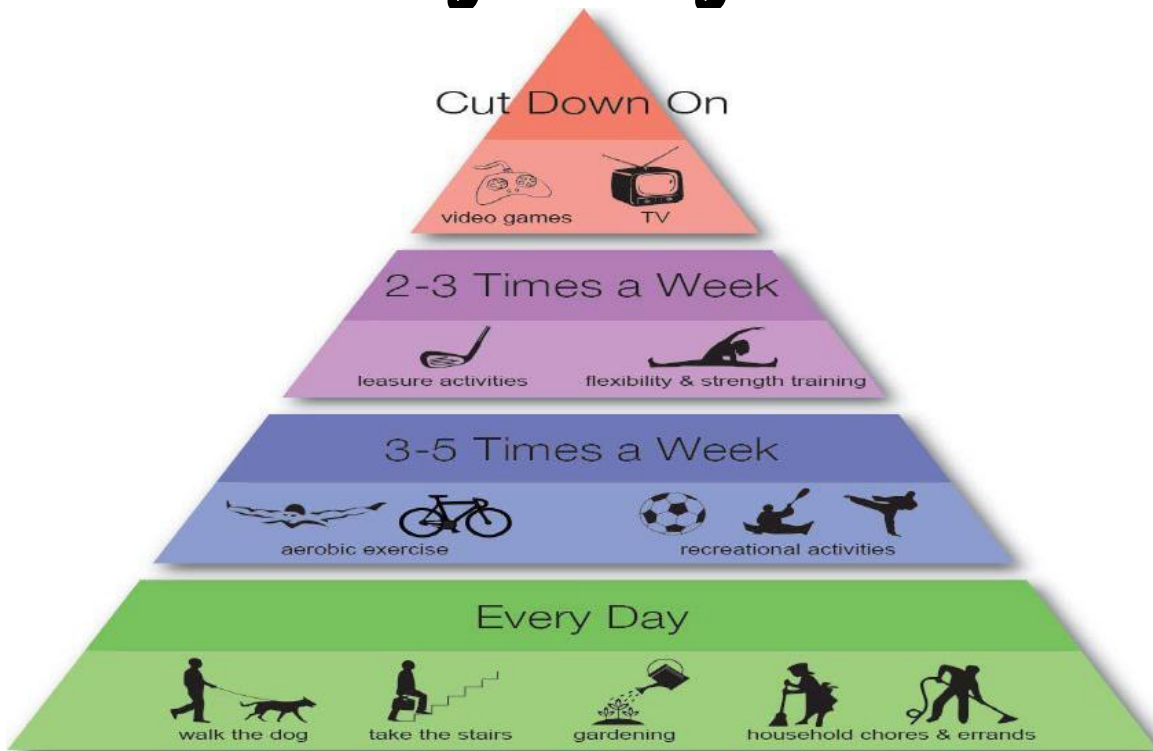 Cut Down On
video games TV
2-3 Times a Week
leasure activities flexibility & strength training
3-5 Times a Week
aerobic exercise recreational activities
Every Day
walk the dog take the stairs gardening household chores & errands